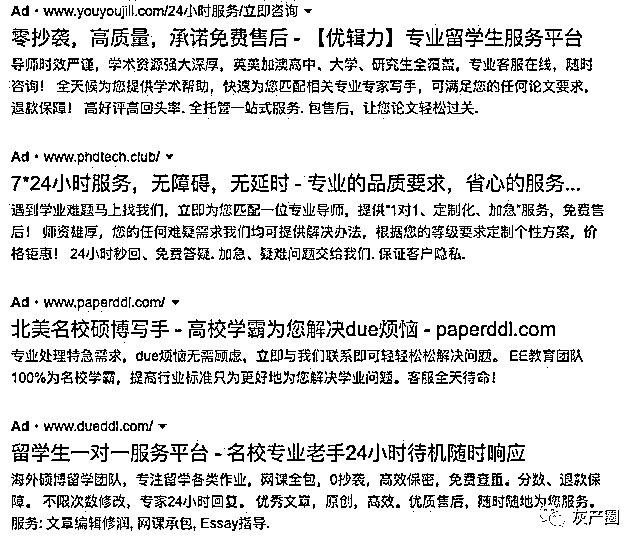 Ad · www.youyoujill.com/24小时服务/立即咨询
零抄袭，高质量，承诺免费售后 - 【优辑力】专业留学生服务平台
导师时效严谨，学术资源强大深厚，英美加澳高中、大学、研究生全覆盖，专业客服在线，随时
咨询！ 全天候为您提供学术帮助，快速为您匹配相关专业专家写手，可满足您的任何论文要求，
退款保障！ 高好评高回头率. 全托管一站式服务. 包售后，让您论文轻松过关.
Ad · www.phdtech.club/
7*24小时服务，无障碍，无延时 - 专业的品质要求，省心的服务...
遇到学业难题马上找我们，立即为您匹配一位专业导师，提供"1对1、定制化、加急"服务，免费售
后！ 师资雄厚，您的任何难疑需求我们均可提供解决办法，根据您的等级要求定制个性方案，价
格钜惠！ 24小时秒回、免费答疑. 加急、疑难问题交给我们. 保证客户隐私.
Ad · www.paperddl.com/
北美名校硕博写手 - 高校学霸为您解决due烦恼 - paperddl.com
专业处理特急需求，due烦恼无需顾虑，立即与我们联系即可轻轻松松解决问题。 EE教育团队
100%为名校学霸，提高行业标准只为更好地为您解决学业问题。客服全天待命！
Ad · www.dueddl.com/
留学生一对一服务平台 - 名校专业老手24小时待机随时响应
海外硕博留学团队，专注留学各类作业，网课全包，0抄袭，高效保密，免费查重。分数、退款保
障。 不限次数修改，专家24小时回复。 优秀文章，原创，高效。优质售后，随时随地为您服务。
服务: 文章编辑修润, 网课承包, Essay指导.
灰产圈